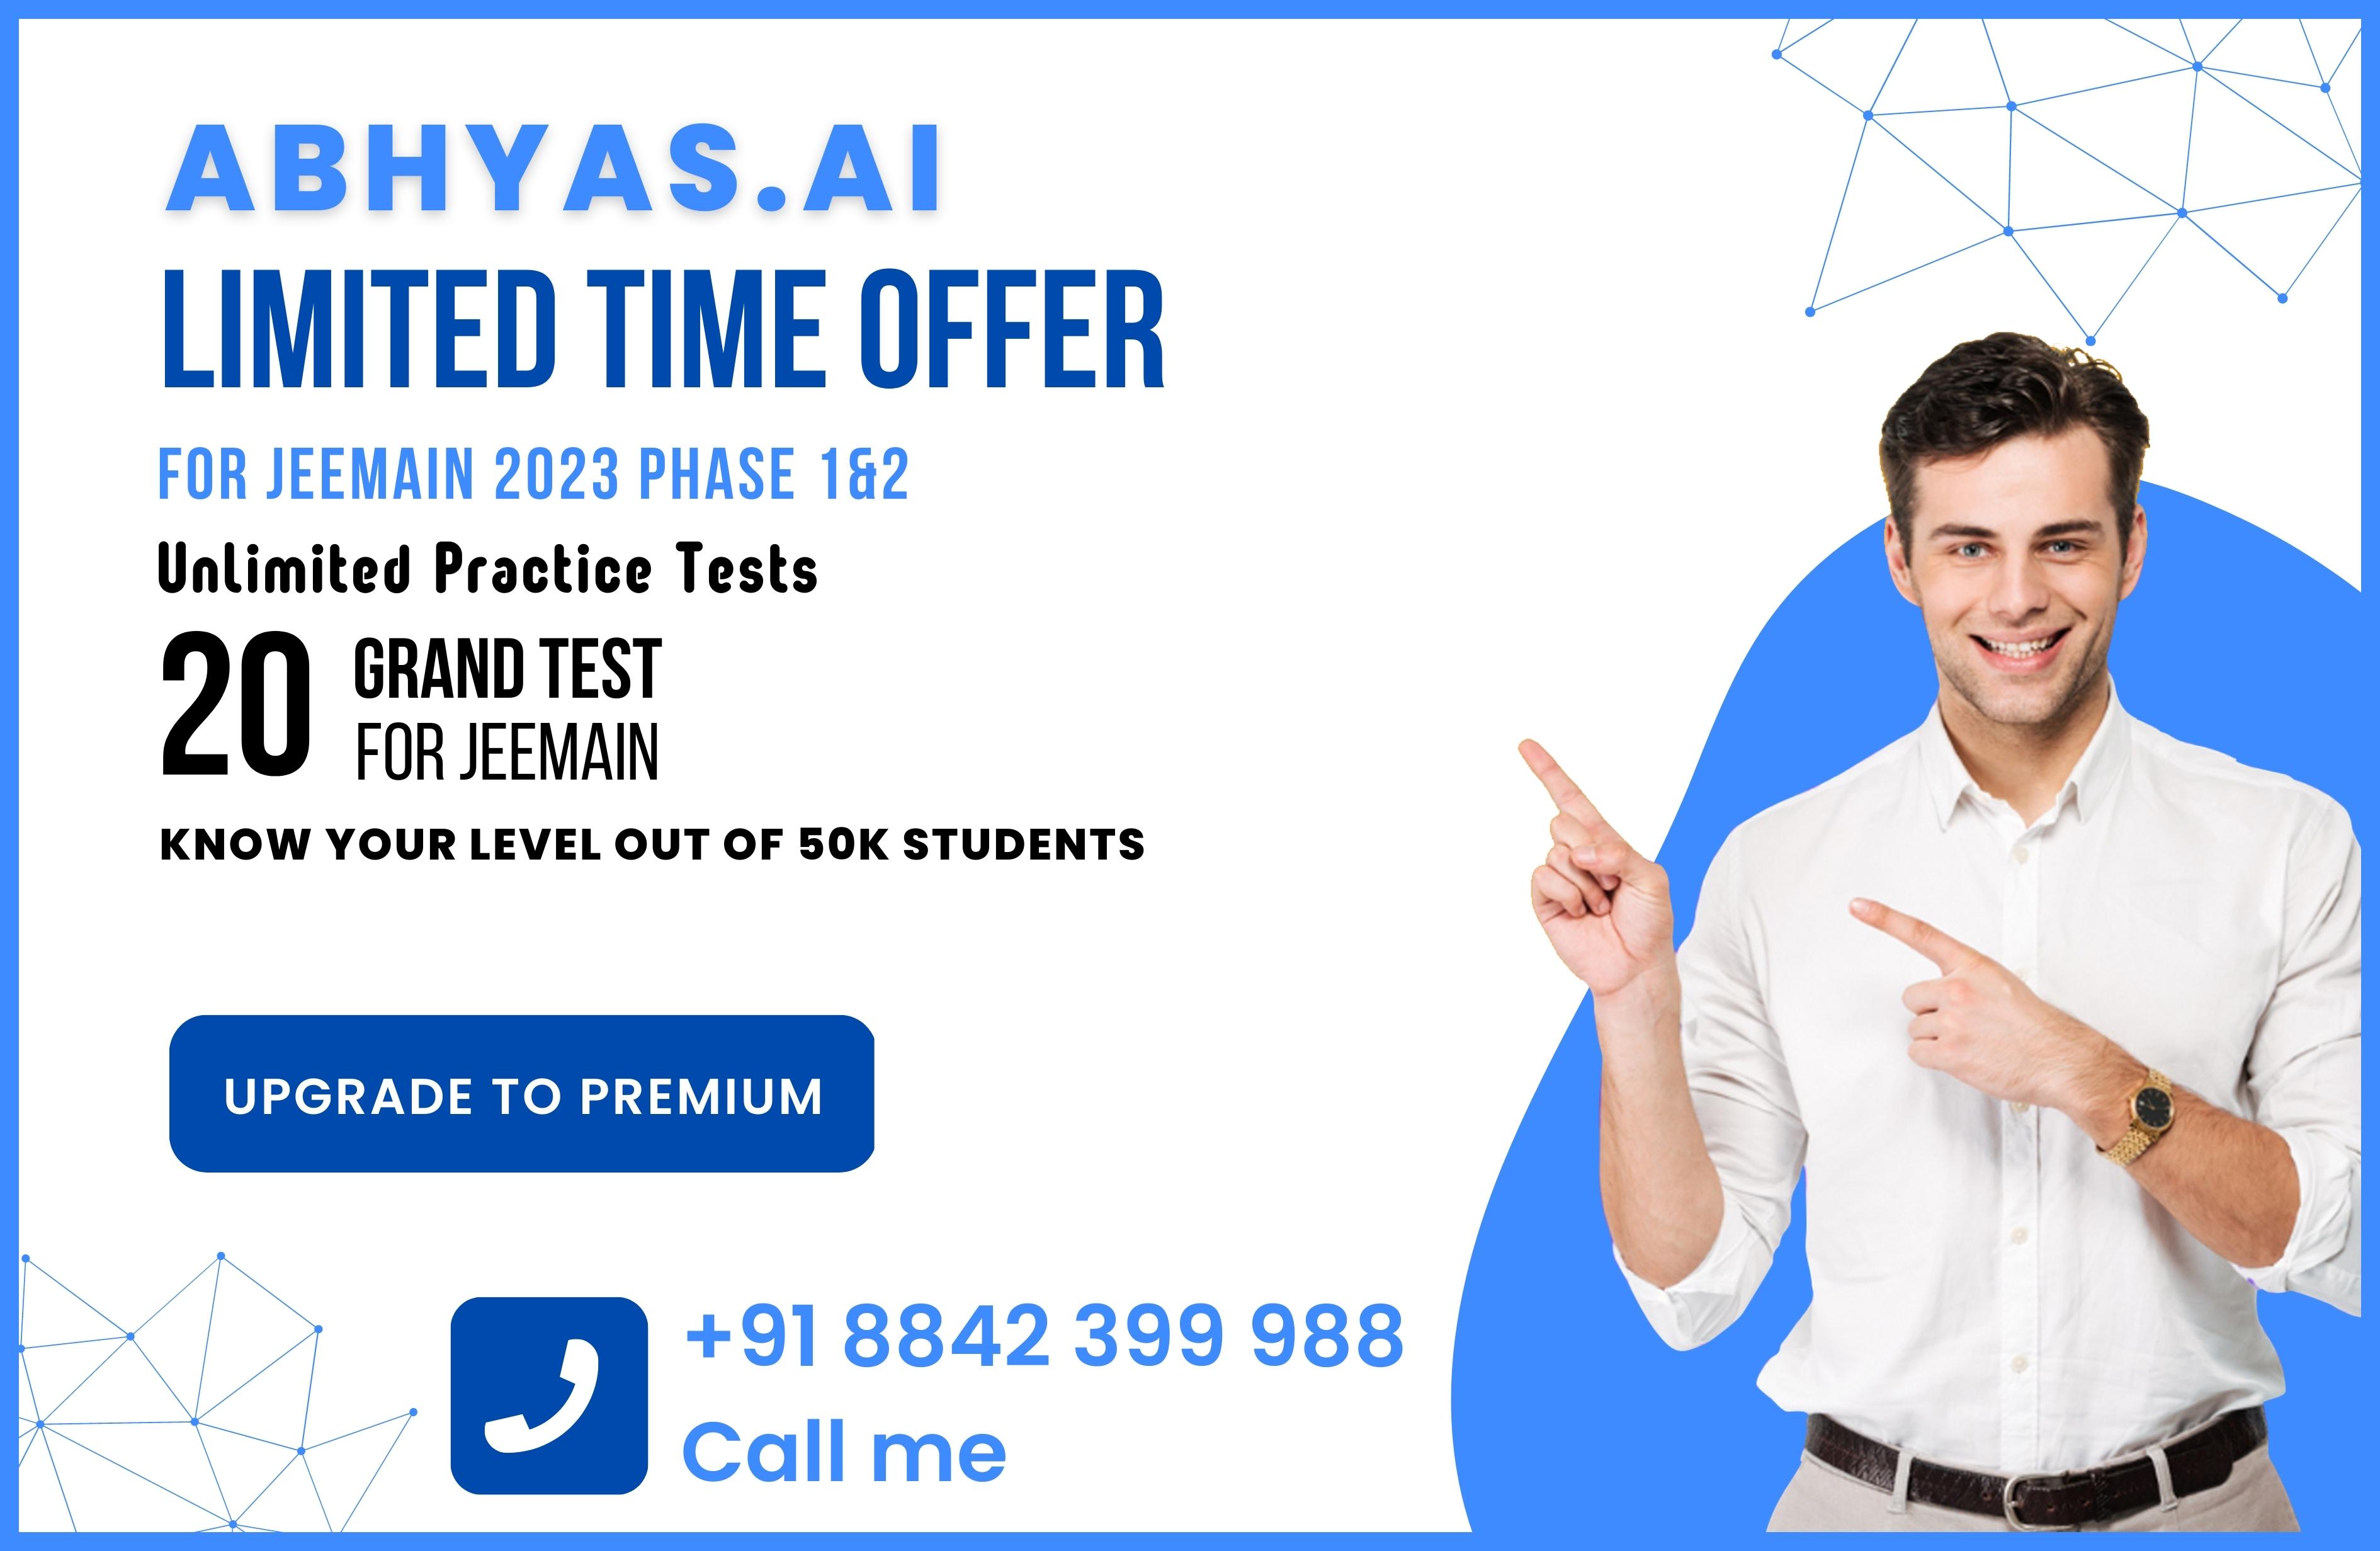 ABHYAS.AI
LIMITED TIME OFFER
FOR JEEMAIN 2023 PHASE 1&2
Unlimited Practice Tests
20 GRAND TEST
FOR JEEMAIN
KNOW YOUR LEVEL OUT OF 50K STUDENTS
UPGRADE TO PREMIUM
+91 8842 399 988
Call me